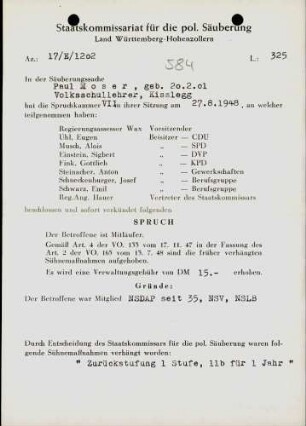 Staatskommissariat für die pol. Säuberung
Land Württemberg-Hohenzollern
Az.: 17/E/1202
584
L.: 325
In der Säuberungssache
Paul Moser, geb. 20.2.01
Volksschullehrer, Kisslegg
hat die Spruchkammer VII in ihrer Sitzung am 27.8.1948, an welcher
teilgenommen haben:
Regierungsassessor Wax Vorsitzender
Uhl, Eugen Beisitzer — CDU
Musch, Alois „ — SPD
Einstein, Sigbert „ — DVP
Fink, Gottlieb „ — KPD
Steinacher, Anton „ — Gewerkschaften
Schneckenburger, Josef „ — Berufsgruppe
Schwarz, Emil „ — Berufsgruppe
Reg.Ang. Hauer Vertreter des Staatskommissars
beschlossen und sofort verkündet folgenden
SPRUCH
Der Betroffene ist Mitläufer.
Gemäß Art. 4 der VO. 133 vom 17. 11. 47 in der Fassung des
Art. 2 der VO. 165 vom 13. 7. 48 sind die früher verhängten
Sühnemaßnahmen aufgehoben.
Es wird eine Verwaltungsgebühr von DM 15.- erhoben.
Gründe:
Der Betroffene war Mitglied NSDAP seit 35, NSV, NSLB
Durch Entscheidung des Staatskommissars für die pol. Säuberung waren fol-
gende Sühnemaßnahmen verhängt worden:
" Zurückstufung 1 Stufe, 11b für 1 Jahr "